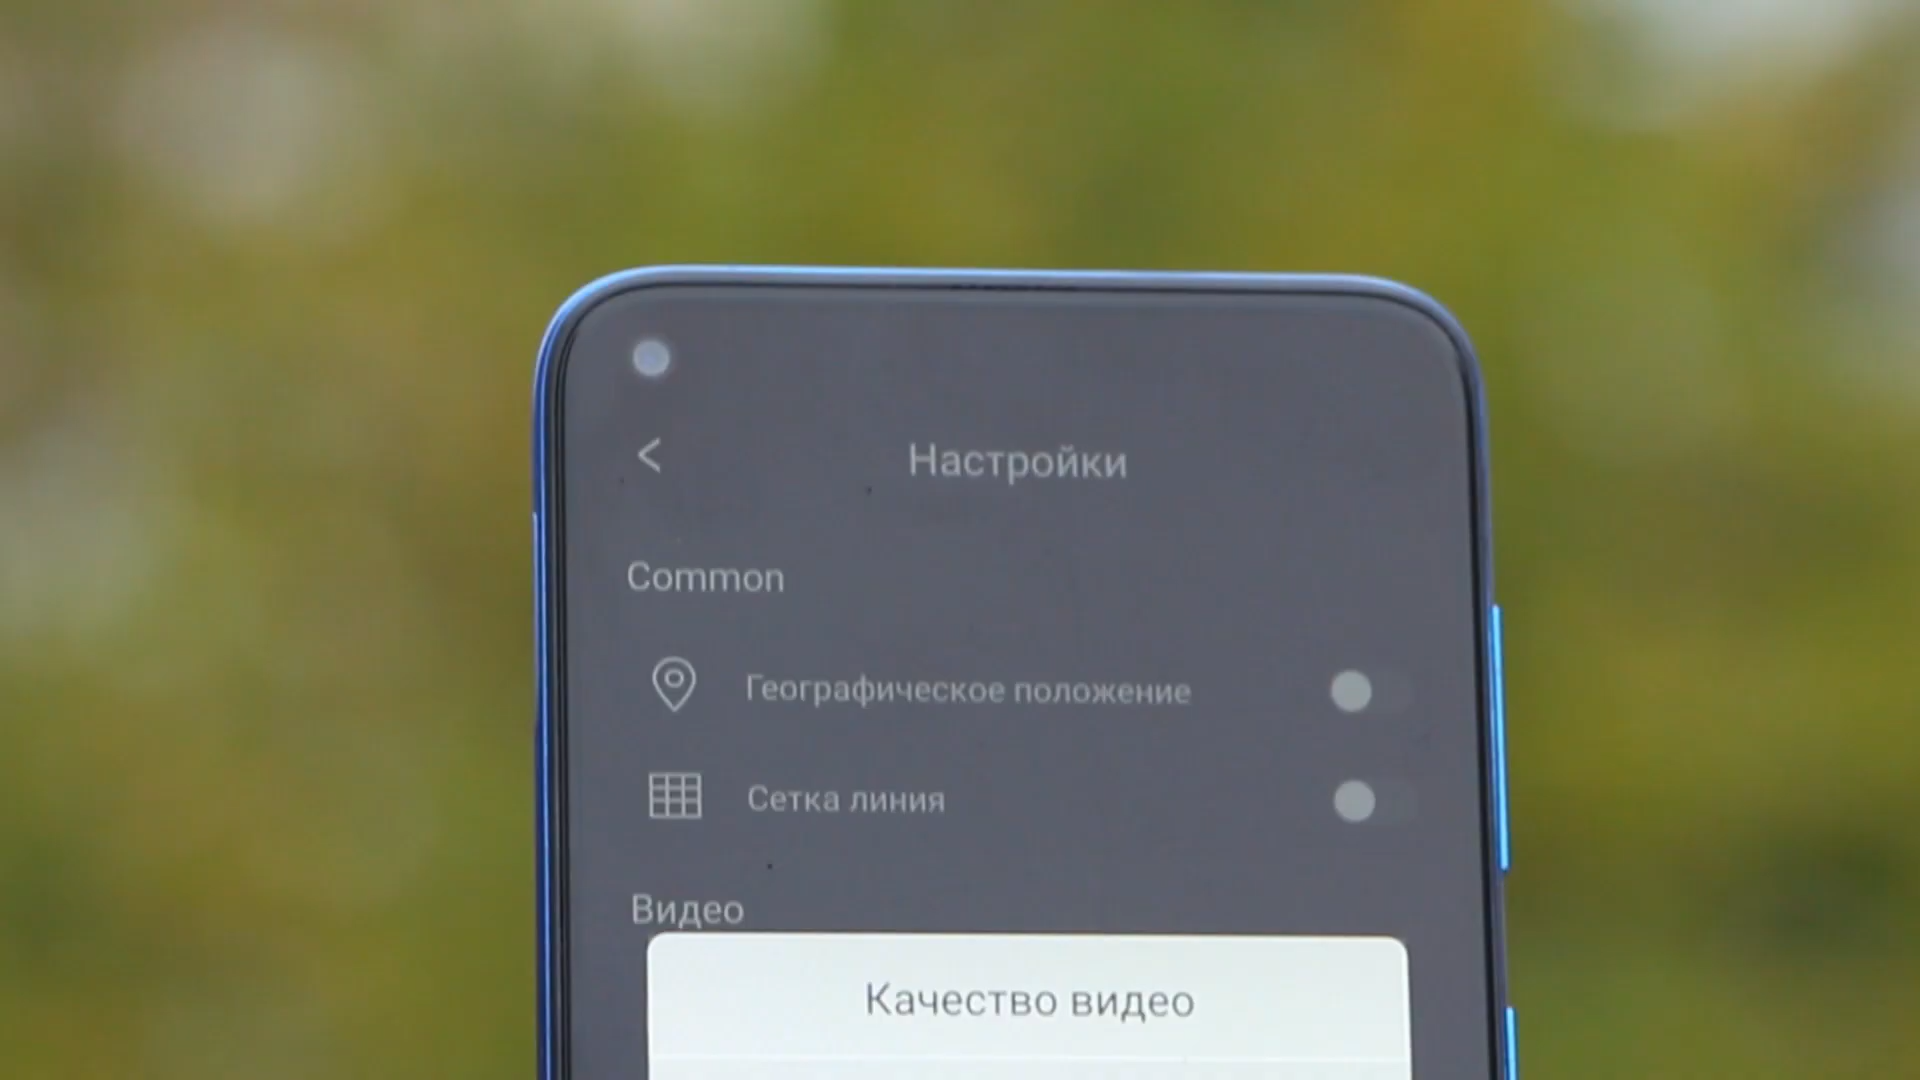 Настройки
Common
Географическое положение
Сетка линия
Видео
Качество видео